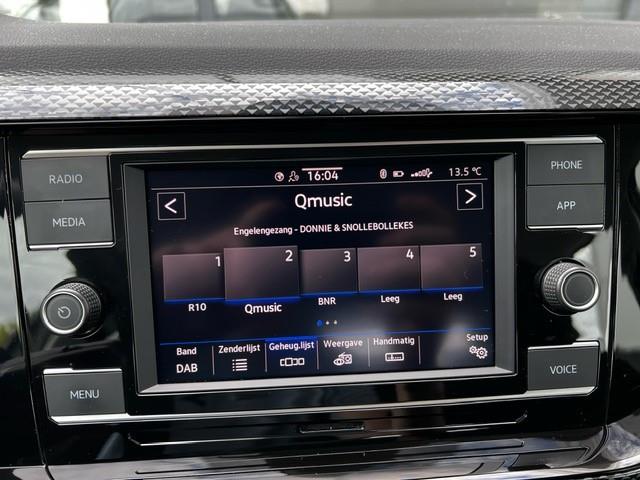 RADIO
MEDIA
MENU
16:04
13.5 °C
Qmusic
Engelengezang - DONNIE & SNOLLEBOLLEKES
1 2 3 4 5
R10 Qmusic BNR Leeg Leeg
Band Zenderlijst Geheug.lijst Weergave Handmatig Setup
DAB
PHONE
APP
VOICE